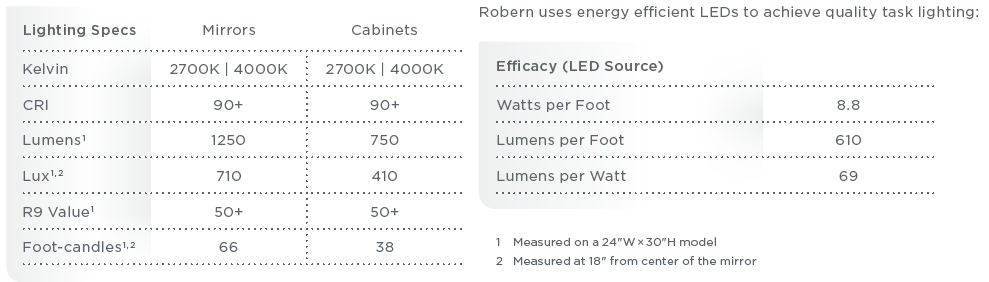 Lighting Specs Mirrors Cabinets
Kelvin 2700K | 4000K 2700K | 4000K
CRI 90+ 90+
Lumens¹ 1250 750
Lux¹,² 710 410
R9 Value¹ 50+ 50+
Foot-candles¹,² 66 38
Robern uses energy efficient LEDs to achieve quality task lighting:
Efficacy (LED Source)
Watts per Foot 8.8
Lumens per Foot 610
Lumens per Watt 69
1 Measured on a 24"W × 30"H model
2 Measured at 18" from center of the mirror